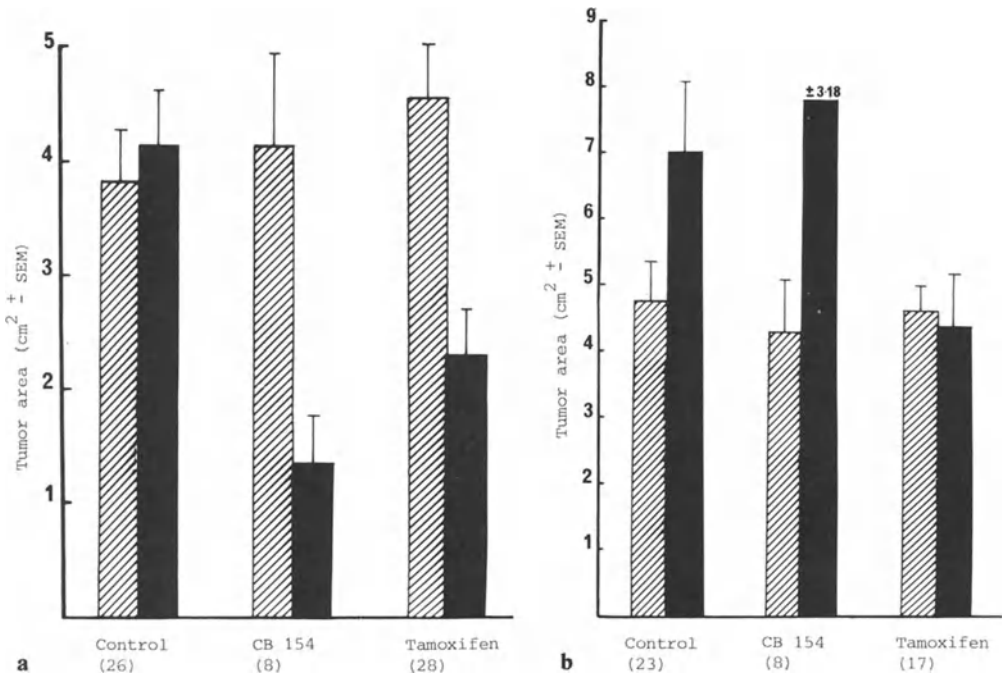 5
4
3
2
1
Tumor area (cm² ± SEM)
Control
(26)
CB 154
(8)
Tamoxifen
(28)
a
9
8
7
6
5
4
3
2
1
Tumor area (cm² ± SEM)
±3·18
Control
(23)
CB 154
(8)
Tamoxifen
(17)
b